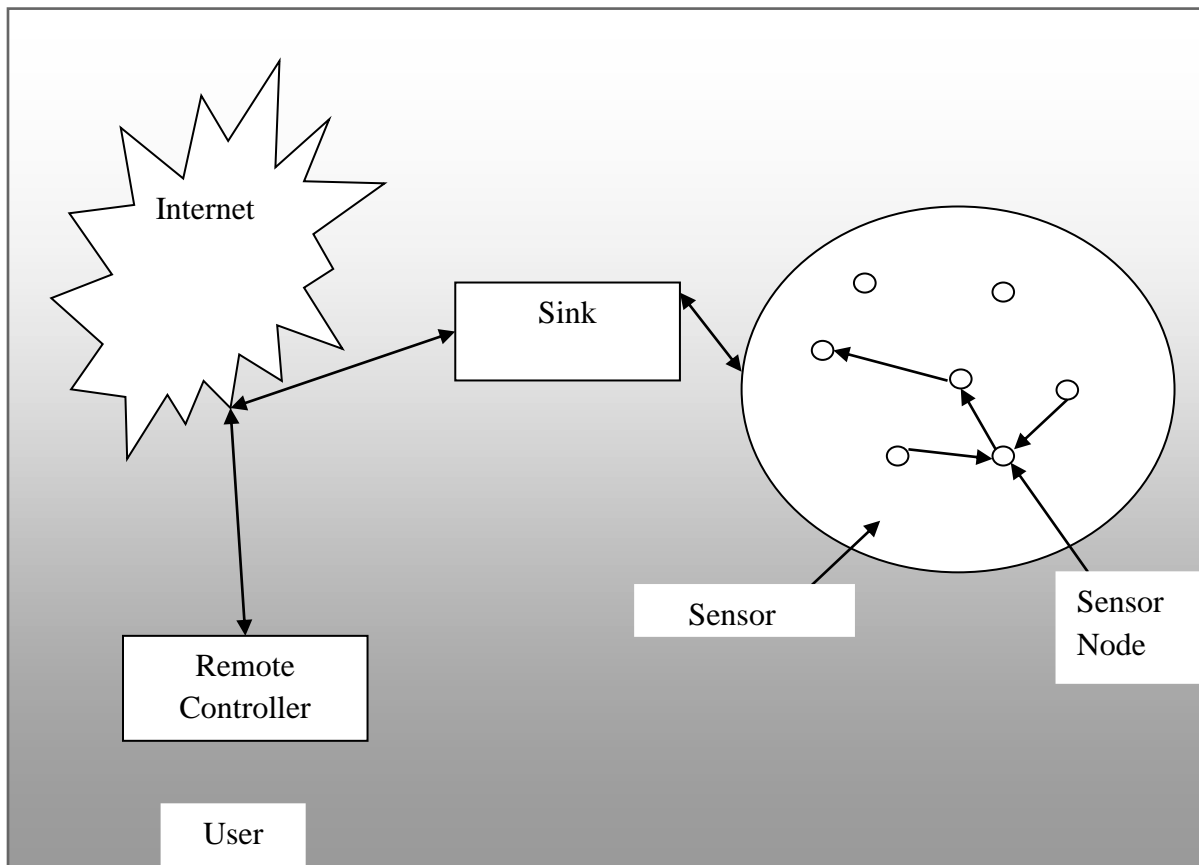 Internet
Sink
Sensor
Sensor
Node
Remote
Controller
User